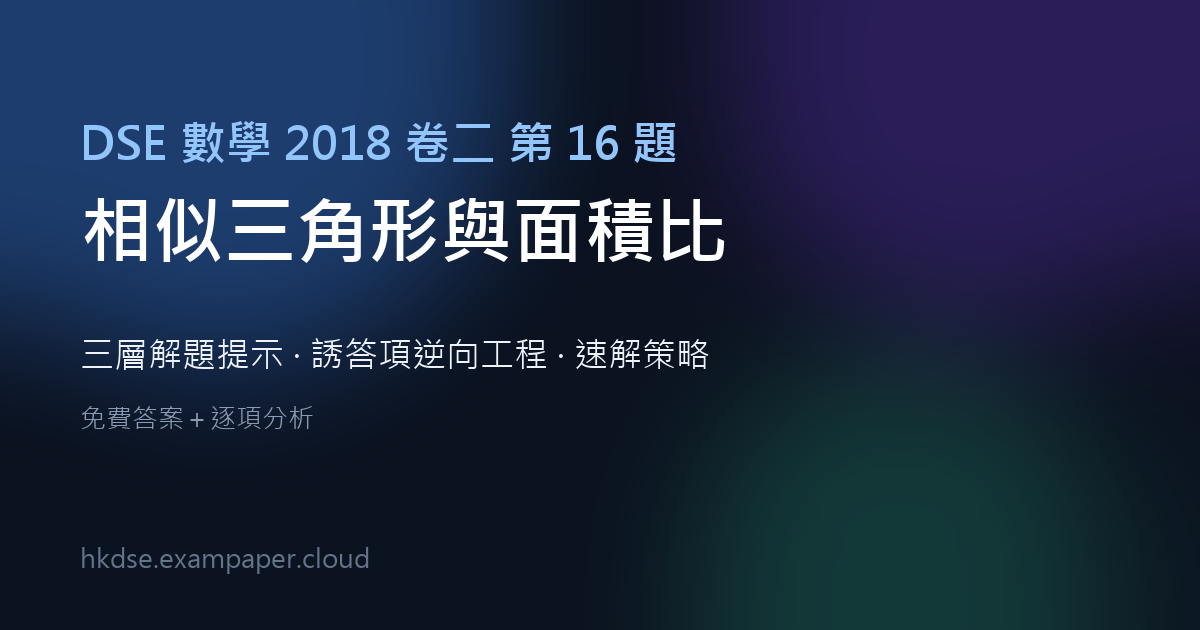 DSE 數學 2018 卷二 第 16 題
相似三角形與面積比
三層解題提示 · 誘答項逆向工程 · 速解策略
免費答案 + 逐項分析
hkdse.exampaper.cloud